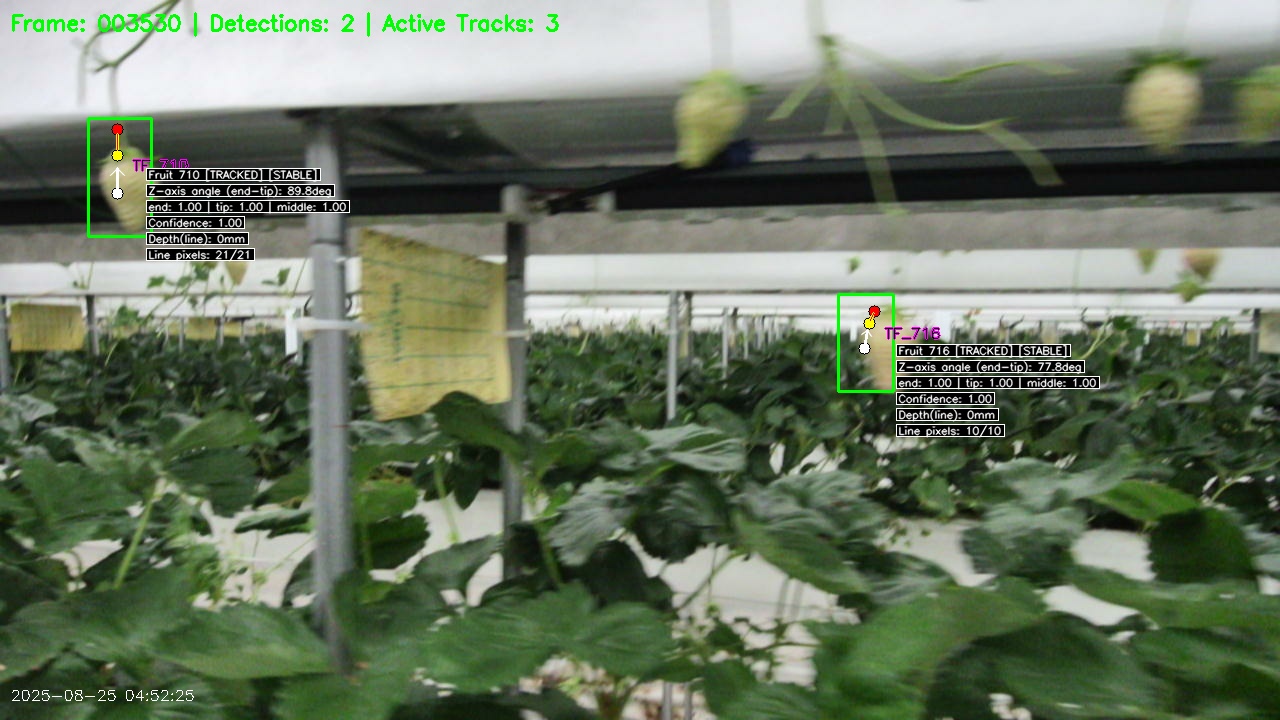 Frame: 003530 | Detections: 2 | Active Tracks: 3
TF_710
Fruit 710 [TRACKED] [STABLE]
Z-axis angle (end-tip): 89.8deg
end: 1.00 | tip: 1.00 | middle: 1.00
Confidence: 1.00
Depth(line): 0mm
Line pixels: 21/21
TF_716
Fruit 716 [TRACKED] [STABLE]
Z-axis angle (end-tip): 77.8deg
end: 1.00 | tip: 1.00 | middle: 1.00
Confidence: 1.00
Depth(line): 0mm
Line pixels: 10/10
2025-08-25 04:52:25